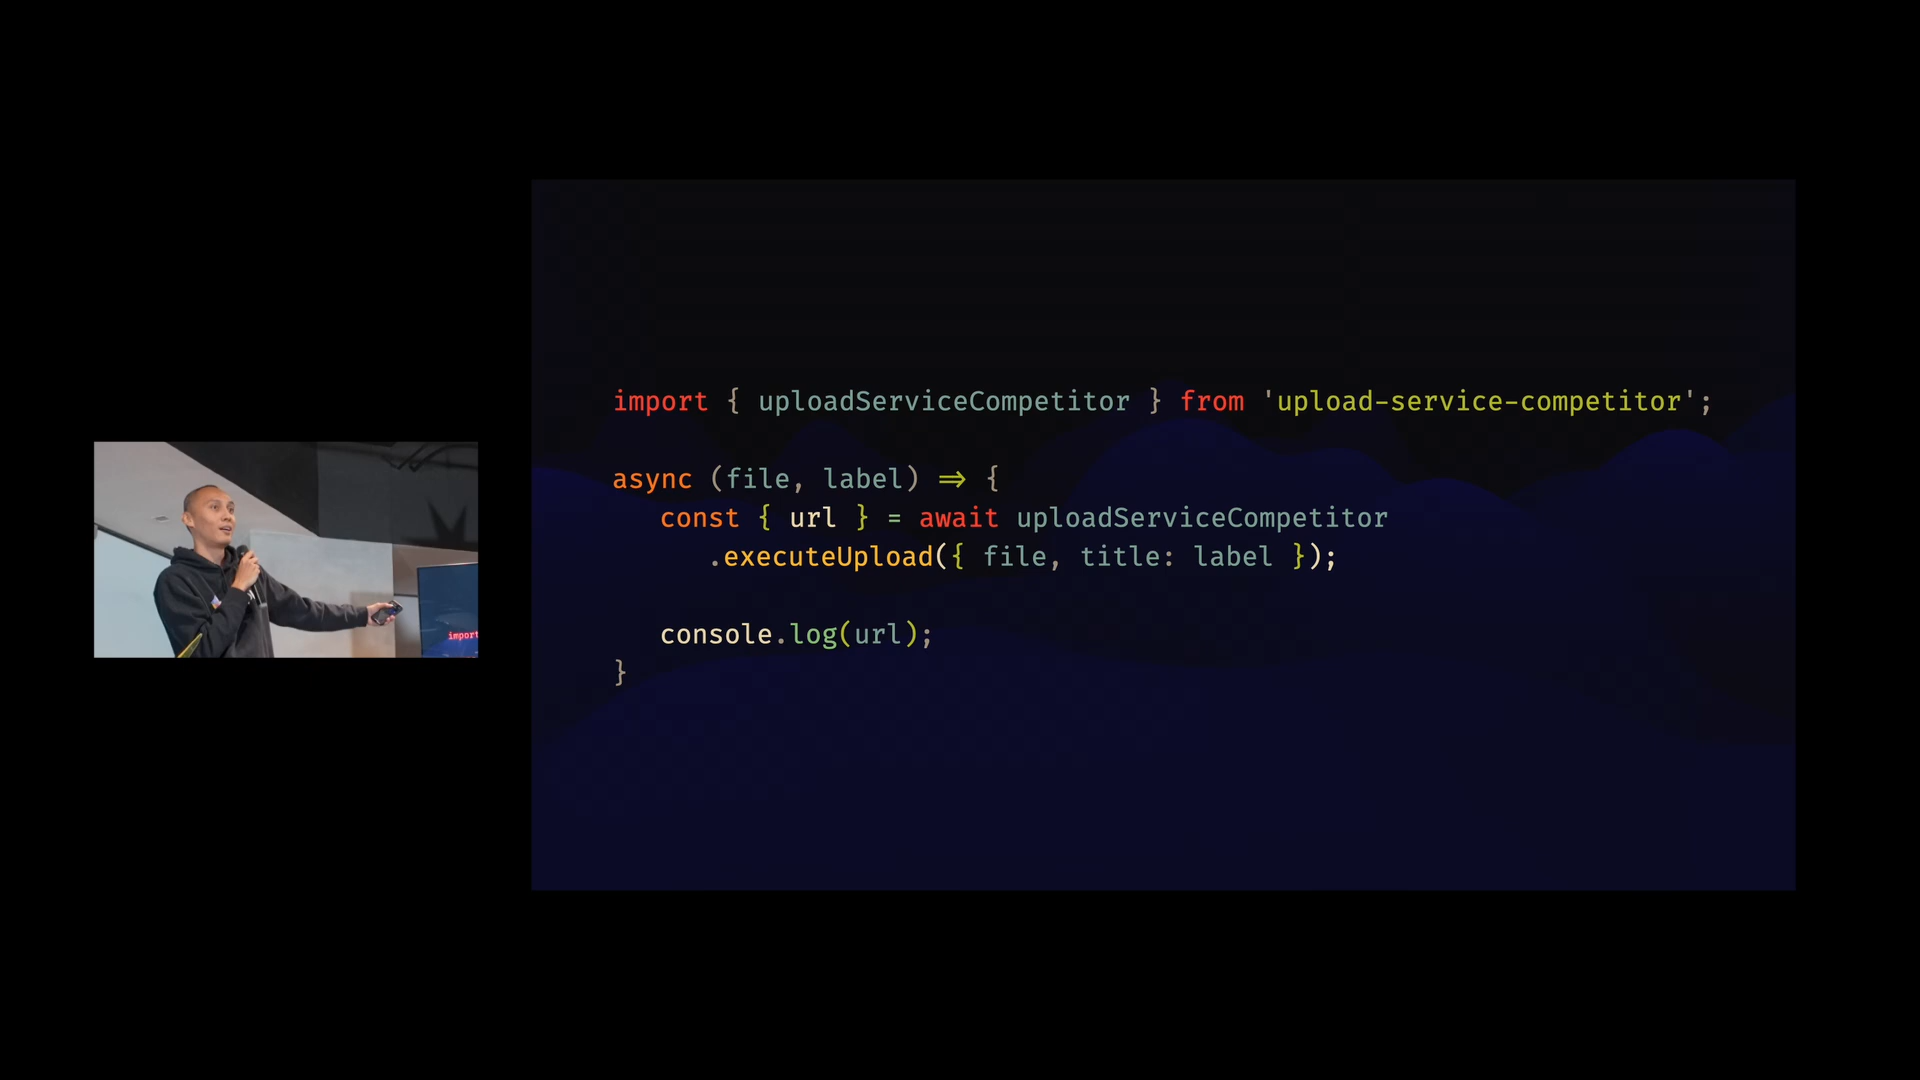 import { uploadServiceCompetitor } from 'upload-service-competitor';
async (file, label) => {
const { url } = await uploadServiceCompetitor
.executeUpload({ file, title: label });
console.log(url);
}
import